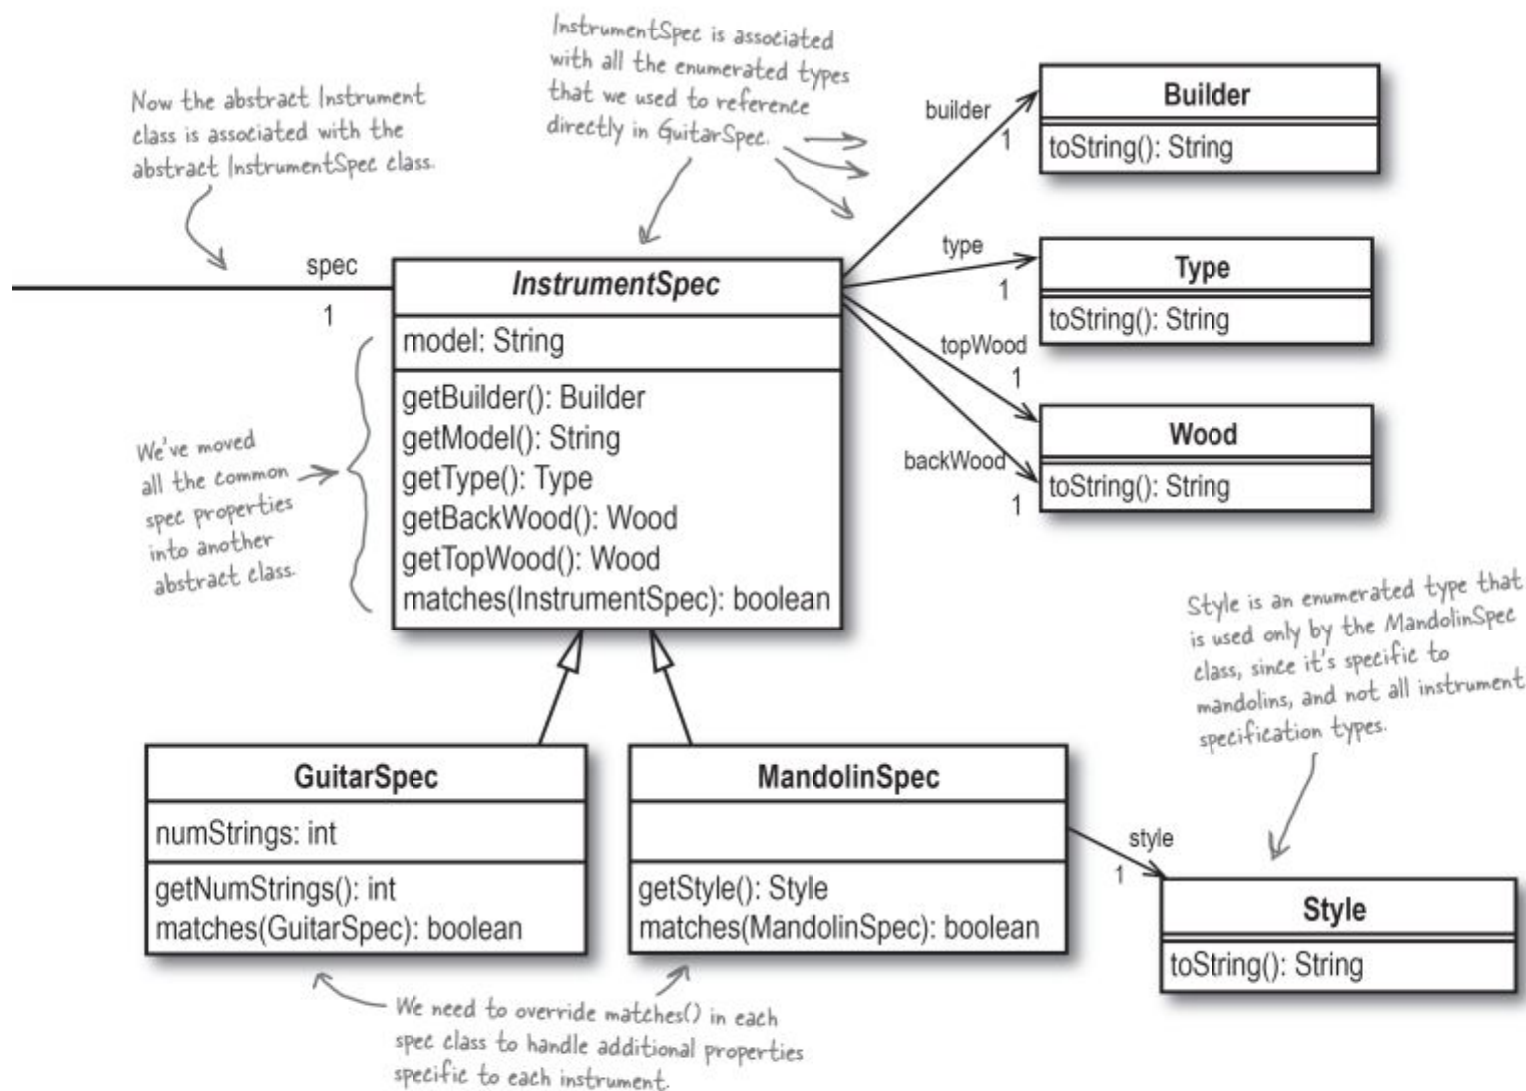 InstrumentSpec is associated
with all the enumerated types
that we used to reference
directly in GuitarSpec.
Now the abstract Instrument
class is associated with the
abstract InstrumentSpec class.
spec
1
InstrumentSpec
model: String
getBuilder(): Builder
getModel(): String
getType(): Type
getBackWood(): Wood
getTopWood(): Wood
matches(InstrumentSpec): boolean
We've moved
all the common
spec properties
into another
abstract class.
builder
1
Builder
toString(): String
type
1
Type
toString(): String
topWood
1
Wood
toString(): String
backWood
1
Style is an enumerated type that
is used only by the MandolinSpec
class, since it's specific to
mandolins, and not all instrument
specification types.
GuitarSpec
numStrings: int
getNumStrings(): int
matches(GuitarSpec): boolean
MandolinSpec
getStyle(): Style
matches(MandolinSpec): boolean
style
1
Style
toString(): String
We need to override matches() in each
spec class to handle additional properties
specific to each instrument.